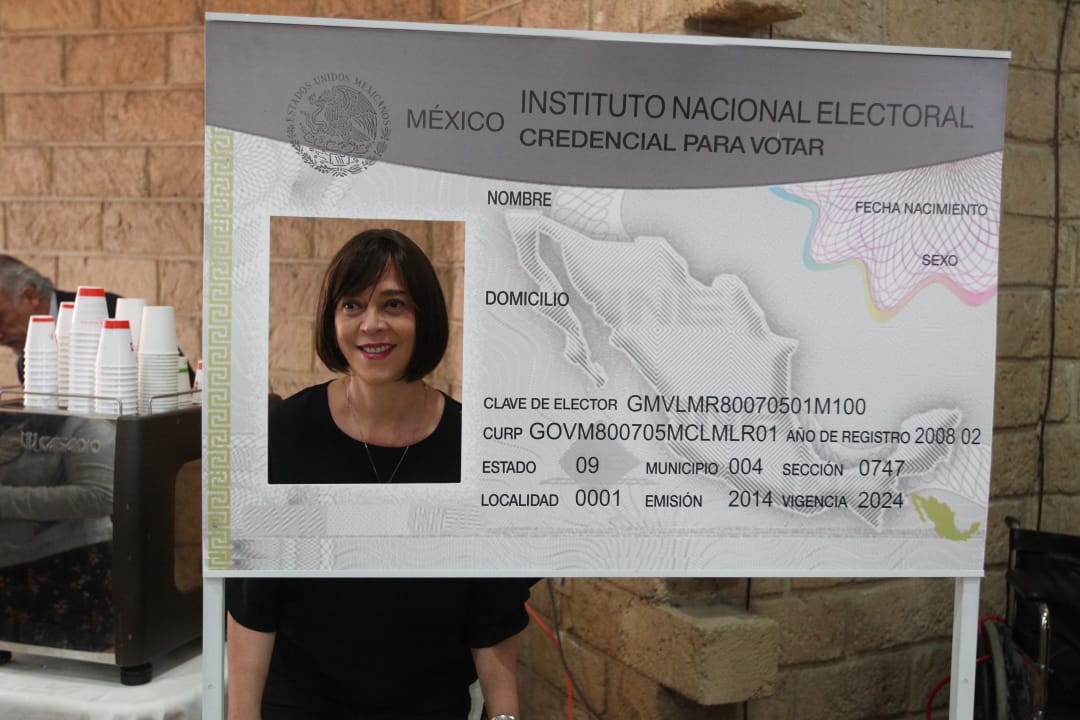 ESTADOS UNIDOS MEXICANOS
MÉXICO
INSTITUTO NACIONAL ELECTORAL
CREDENCIAL PARA VOTAR
NOMBRE
FECHA NACIMIENTO
SEXO
DOMICILIO
CLAVE DE ELECTOR GMVLMR80070501M100
CURP GOVM800705MCLMLR01 AÑO DE REGISTRO 2008 02
ESTADO 09 MUNICIPIO 004 SECCIÓN 0747
LOCALIDAD 0001 EMISIÓN 2014 VIGENCIA 2024